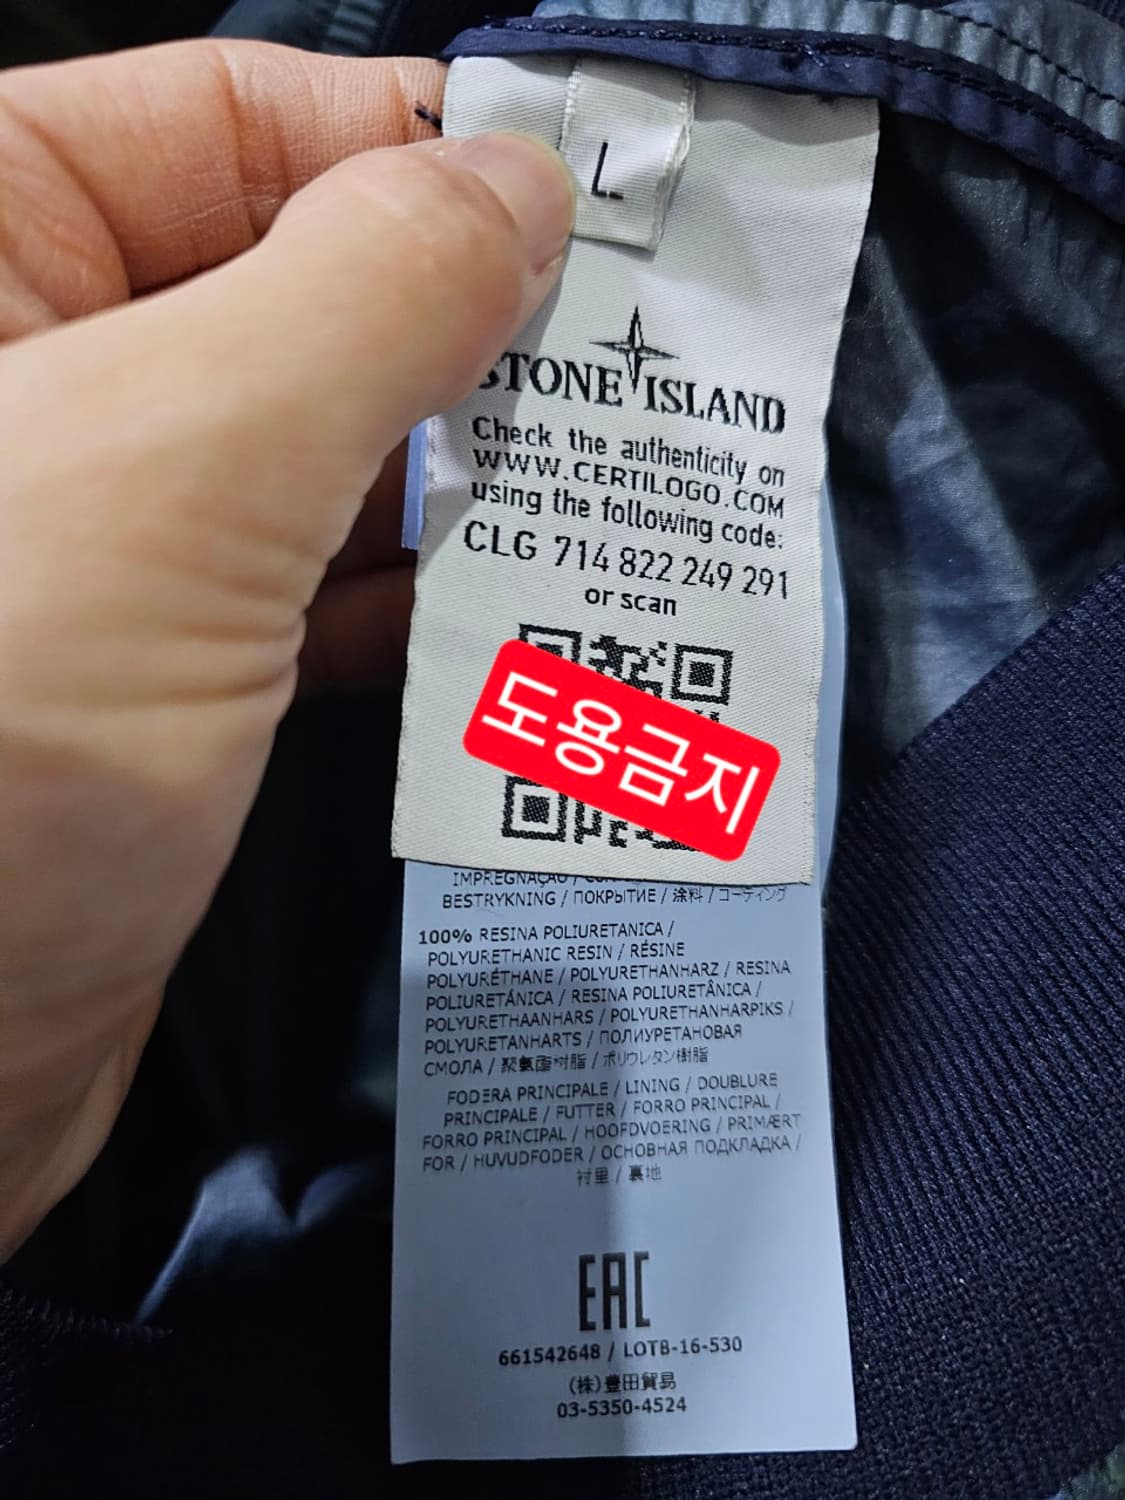 L
STONE ISLAND
Check the authenticity on
WWW.CERTILOGO.COM
using the following code:
CLG 714 822 249 291
or scan
도용금지
IMPREGNAÇÃO /
BESTRYKNING / ПОКРЫТИЕ / 涂料 / コーティング
100% RESINA POLIURETANICA /
POLYURETHANIC RESIN / RÉSINE
POLYURÉTHANE / POLYURETHANHARZ / RESINA
POLIURETÁNICA / RESINA POLIURETÂNICA /
POLYURETHAANHARS / POLYURETHANHARPIKS /
POLYURETANHARTS / ПОЛИУРЕТАНОВАЯ
СМОЛА / 聚氨酯树脂 / ポリウレタン樹脂
FODERA PRINCIPALE / LINING / DOUBLURE
PRINCIPALE / FUTTER / FORRO PRINCIPAL /
FORRO PRINCIPAL / HOOFDVOERING / PRIMÆRT
FOR / HUVUDFODER / ОСНОВНАЯ ПОДКЛАДКА /
衬里 / 裏地
EAC
661542648 / LOTB-16-530
(株)豊田貿易
03-5350-4524